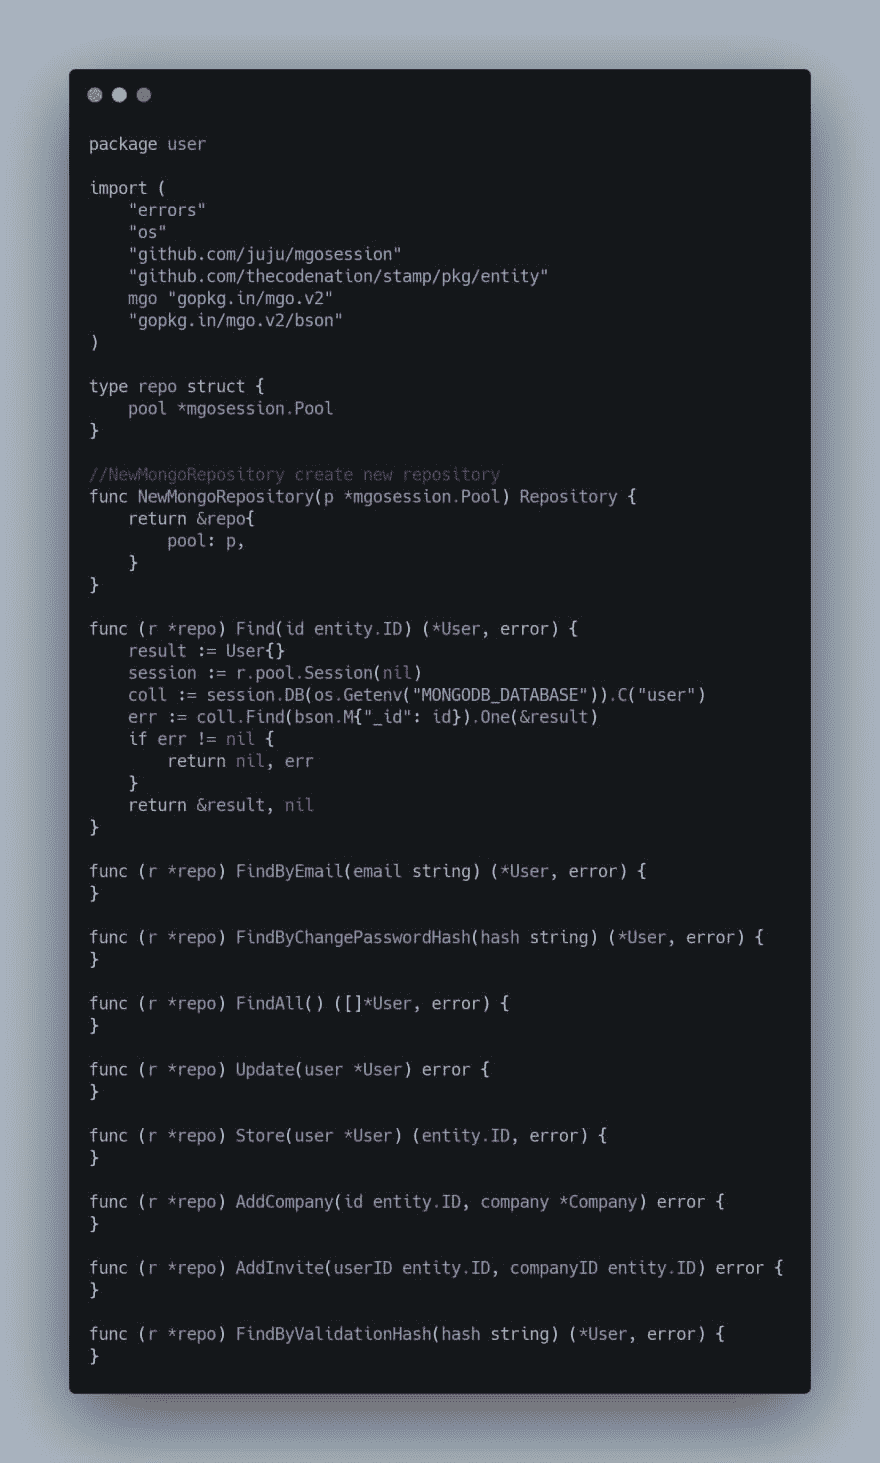 package user
import (
    "errors"
    "os"
    "github.com/juju/mgosession"
    "github.com/thecodenation/stamp/pkg/entity"
    mgo "gopkg.in/mgo.v2"
    "gopkg.in/mgo.v2/bson"
)
type repo struct {
    pool *mgosession.Pool
}
//NewMongoRepository create new repository
func NewMongoRepository(p *mgosession.Pool) Repository {
    return &repo{
        pool: p,
    }
}
func (r *repo) Find(id entity.ID) (*User, error) {
    result := User{}
    session := r.pool.Session(nil)
    coll := session.DB(os.Getenv("MONGODB_DATABASE")).C("user")
    err := coll.Find(bson.M{"_id": id}).One(&result)
    if err != nil {
        return nil, err
    }
    return &result, nil
}
func (r *repo) FindByEmail(email string) (*User, error) {
}
func (r *repo) FindByChangePasswordHash(hash string) (*User, error) {
}
func (r *repo) FindAll() ([]*User, error) {
}
func (r *repo) Update(user *User) error {
}
func (r *repo) Store(user *User) (entity.ID, error) {
}
func (r *repo) AddCompany(id entity.ID, company *Company) error {
}
func (r *repo) AddInvite(userID entity.ID, companyID entity.ID) error {
}
func (r *repo) FindByValidationHash(hash string) (*User, error) {
}